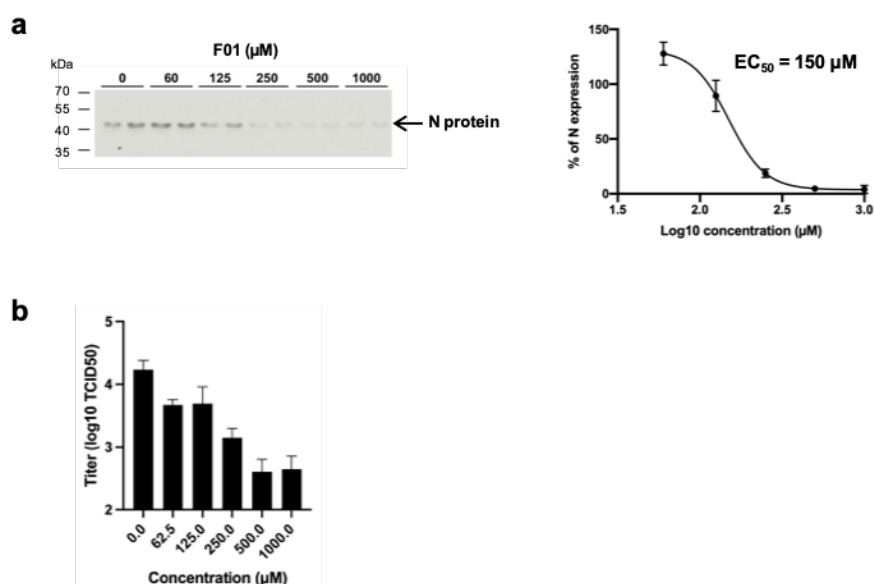 a
F01 (µM)
kDa
0 60 125 250 500 1000
70
55
40
35
N protein
150
100
50
0
% of N expression
EC50 = 150 µM
1.5 2.0 2.5 3.0
Log10 concentration (µM)
b
5
4
3
2
Titer (log10 TCID50)
0.0 62.5 125.0 250.0 500.0 1000.0
Concentration (µM)